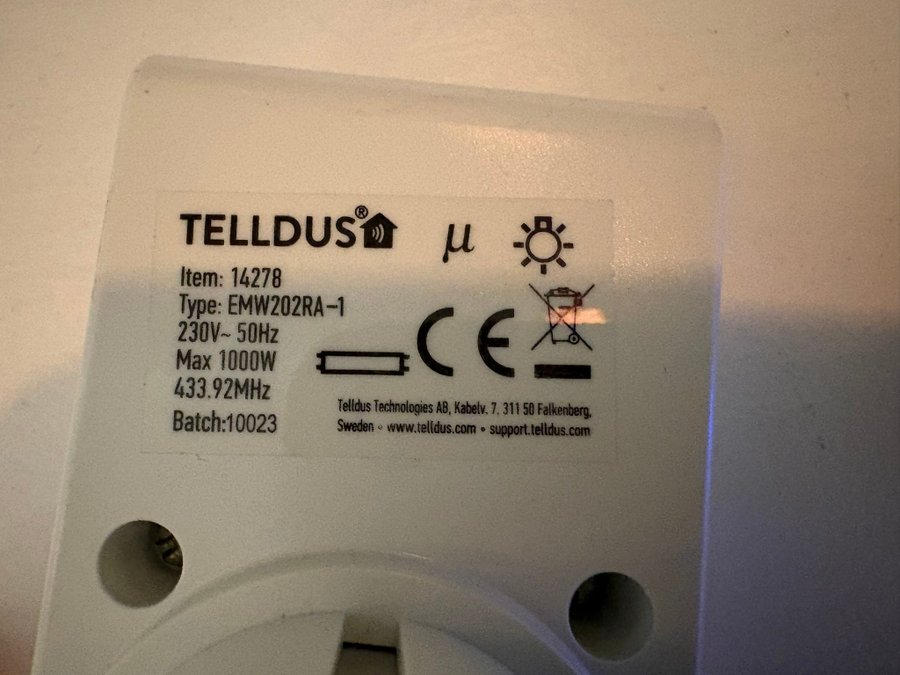 TELLDUS®
µ
Item: 14278
Type: EMW202RA-1
230V~ 50Hz
Max 1000W
433.92MHz
Batch:10023
CE
Telldus Technologies AB, Kabelv. 7. 311 50 Falkenberg,
Sweden • www.telldus.com • support.telldus.com